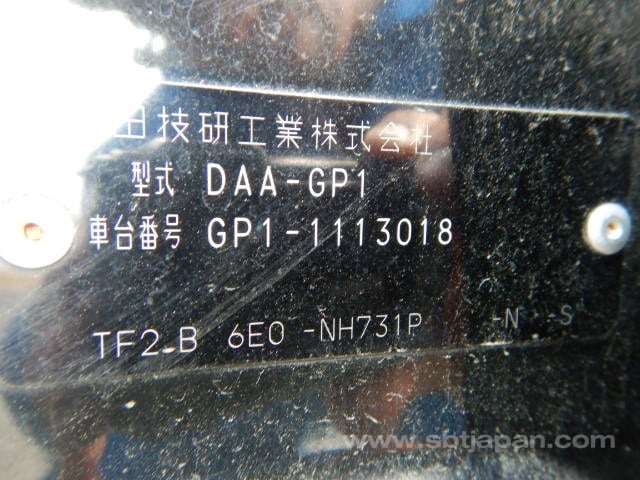 田技研工業株式会社
型式 DAA-GP1
車台番号 GP1-1113018
TF2-B 6E0 -NH731P -N -S
www.sbtjapan.com